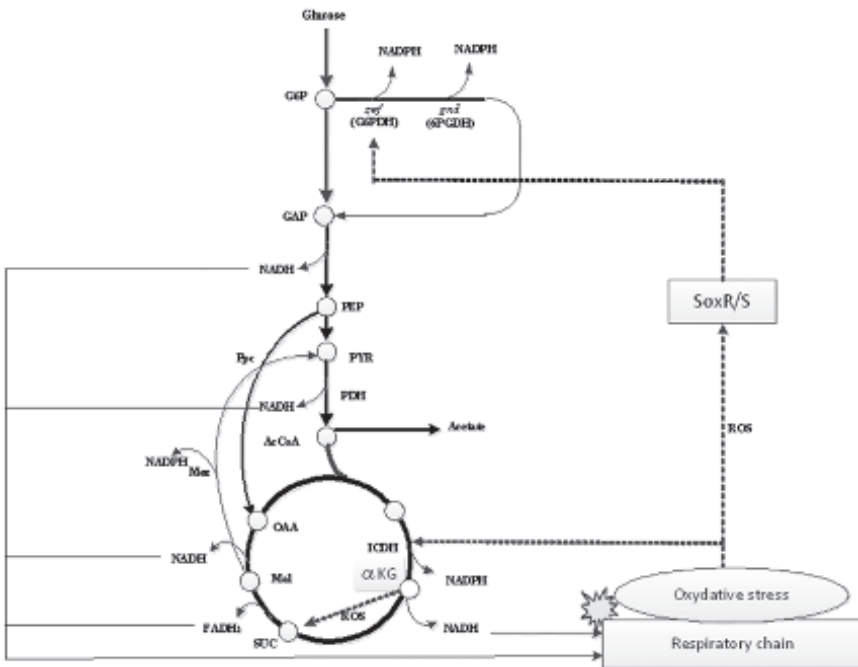 Glucose
NADPH
NADPH
G6P
zwf
gnd
(G6PDH)
(6PGDH)
GAP
NADH
SoxR/S
PEP
Ppc
PYR
PDH
NADH
Acetate
AcCoA
ROS
NADPH
Mez
OAA
ICDH
NADH
αKG
NADPH
Mal
Oxydative stress
ROS
FADH₂
NADH
SUC
Respiratory chain